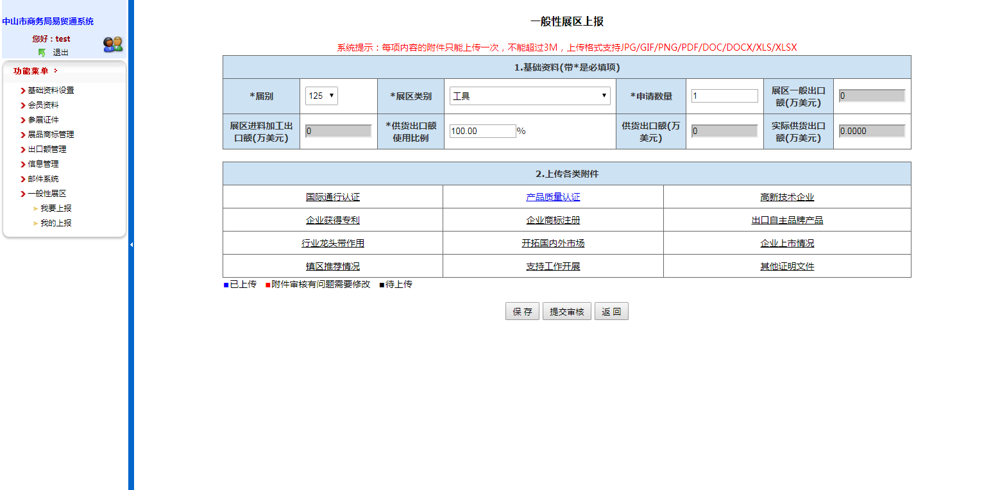 中山市商务局易贸通系统
您好：test
退出
功能菜单
基础资料设置
会员资料
参展证件
展品商标管理
出口额管理
信息管理
邮件系统
一般性展区
我要上报
我的上报
一般性展区上报
系统提示：每项内容的附件只能上传一次，不能超过3M，上传格式支持JPG/GIF/PNG/PDF/DOC/DOCX/XLS/XLSX
1.基础资料(带*是必填项)
*届别 125 *展区类别 工具 *申请数量 1 展区一般出口
额(万美元) 0
展区进料加工出
口额(万美元) 0 *供货出口额
使用比例 100.00 % 供货出口额(万
美元) 0 实际供货出口
额(万美元) 0.0000
2.上传各类附件
国际通行认证 产品质量认证 高新技术企业
企业获得专利 企业商标注册 出口自主品牌产品
行业龙头带作用 开拓国内外市场 企业上市情况
镇区推荐情况 支持工作开展 其他证明文件
■已上传 ■附件审核有问题需要修改 ■待上传
保 存 提交审核 返 回